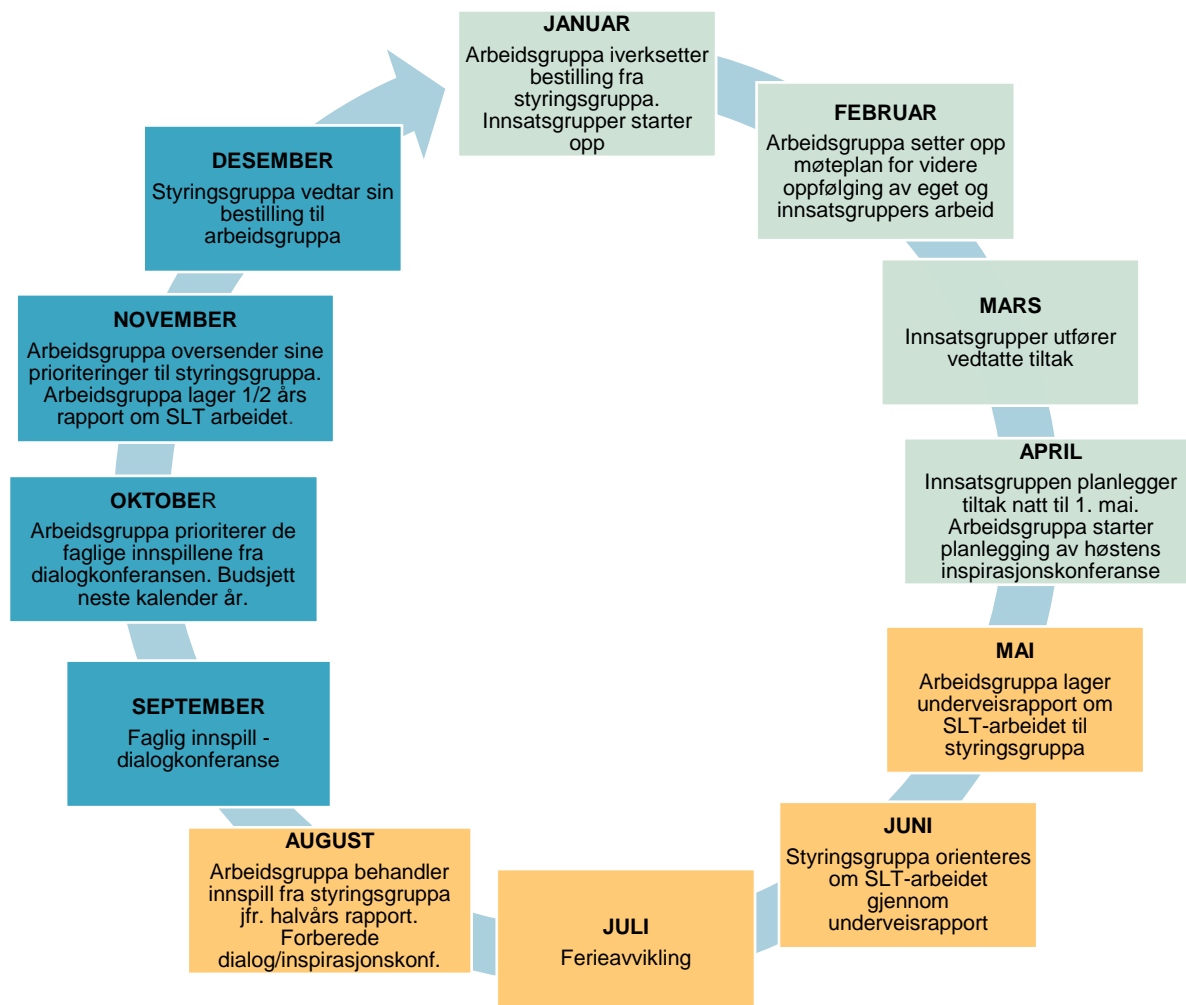 JANUAR
Arbeidsgruppa iverksetter
bestilling fra
styringsgruppa.
Innsatsgrupper starter
opp
FEBRUAR
Arbeidsgruppa setter opp
møteplan for videre
oppfølging av eget og
innsatsgruppers arbeid
MARS
Innsatsgrupper utfører
vedtatte tiltak
APRIL
Innsatsgruppen planlegger
tiltak natt til 1. mai.
Arbeidsgruppa starter
planlegging av høstens
inspirasjonskonferanse
MAI
Arbeidsgruppa lager
underveisrapport om
SLT-arbeidet til
styringsgruppa
JUNI
Styringsgruppa orienteres
om SLT-arbeidet
gjennom
underveisrapport
JULI
Ferieavvikling
AUGUST
Arbeidsgruppa behandler
innspill fra styringsgruppa
jfr. halvårs rapport.
Forberede
dialog/inspirasjonskonf.
SEPTEMBER
Faglig innspill -
dialogkonferanse
OKTOBER
Arbeidsgruppa prioriterer de
faglige innspillene fra
dialogkonferansen. Budsjett
neste kalender år.
NOVEMBER
Arbeidsgruppa oversender sine
prioriteringer til styringsgruppa.
Arbeidsgruppa lager 1/2 års
rapport om SLT arbeidet.
DESEMBER
Styringsgruppa vedtar sin
bestilling til
arbeidsgruppa